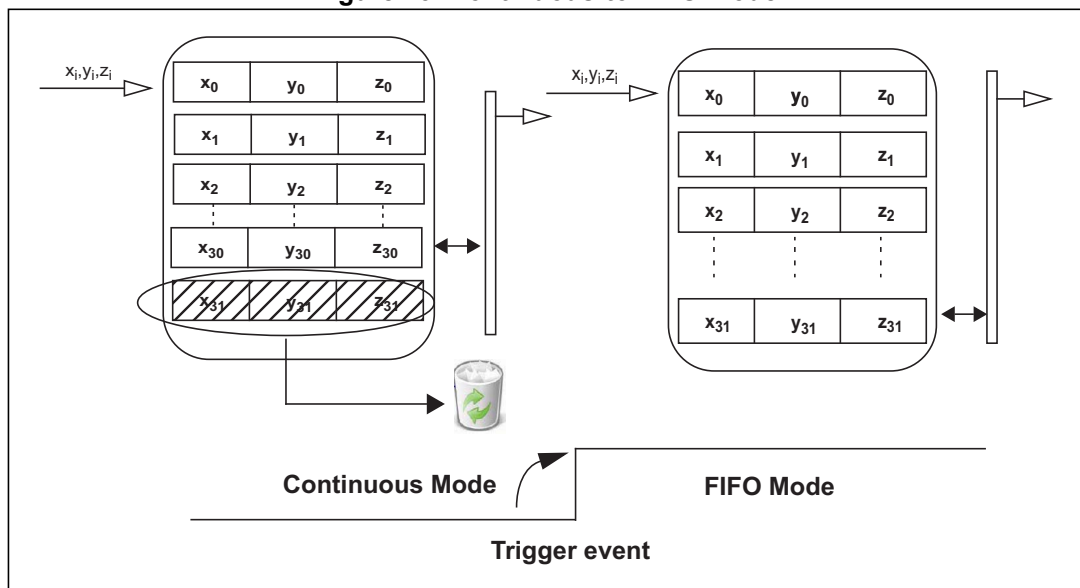 xi,yi,zi
x0 y0 z0
x1 y1 z1
x2 y2 z2
x30 y30 z30
x31 y31 z31
xi,yi,zi
x0 y0 z0
x1 y1 z1
x2 y2 z2
x31 y31 z31
Continuous Mode
FIFO Mode
Trigger event